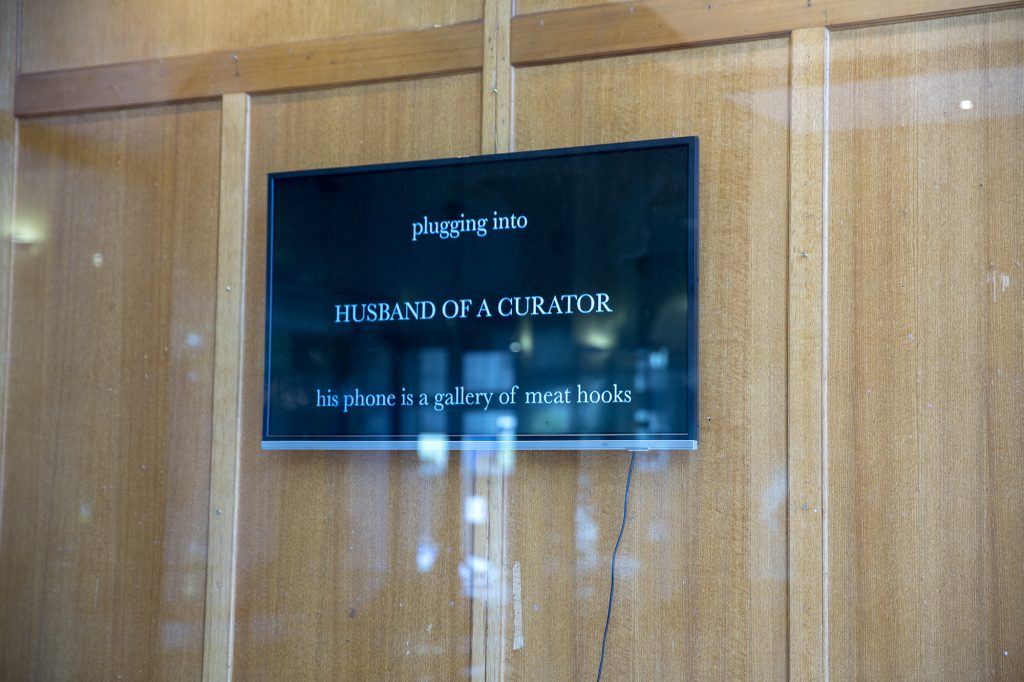 plugging into
HUSBAND OF A CURATOR
his phone is a gallery of meat hooks